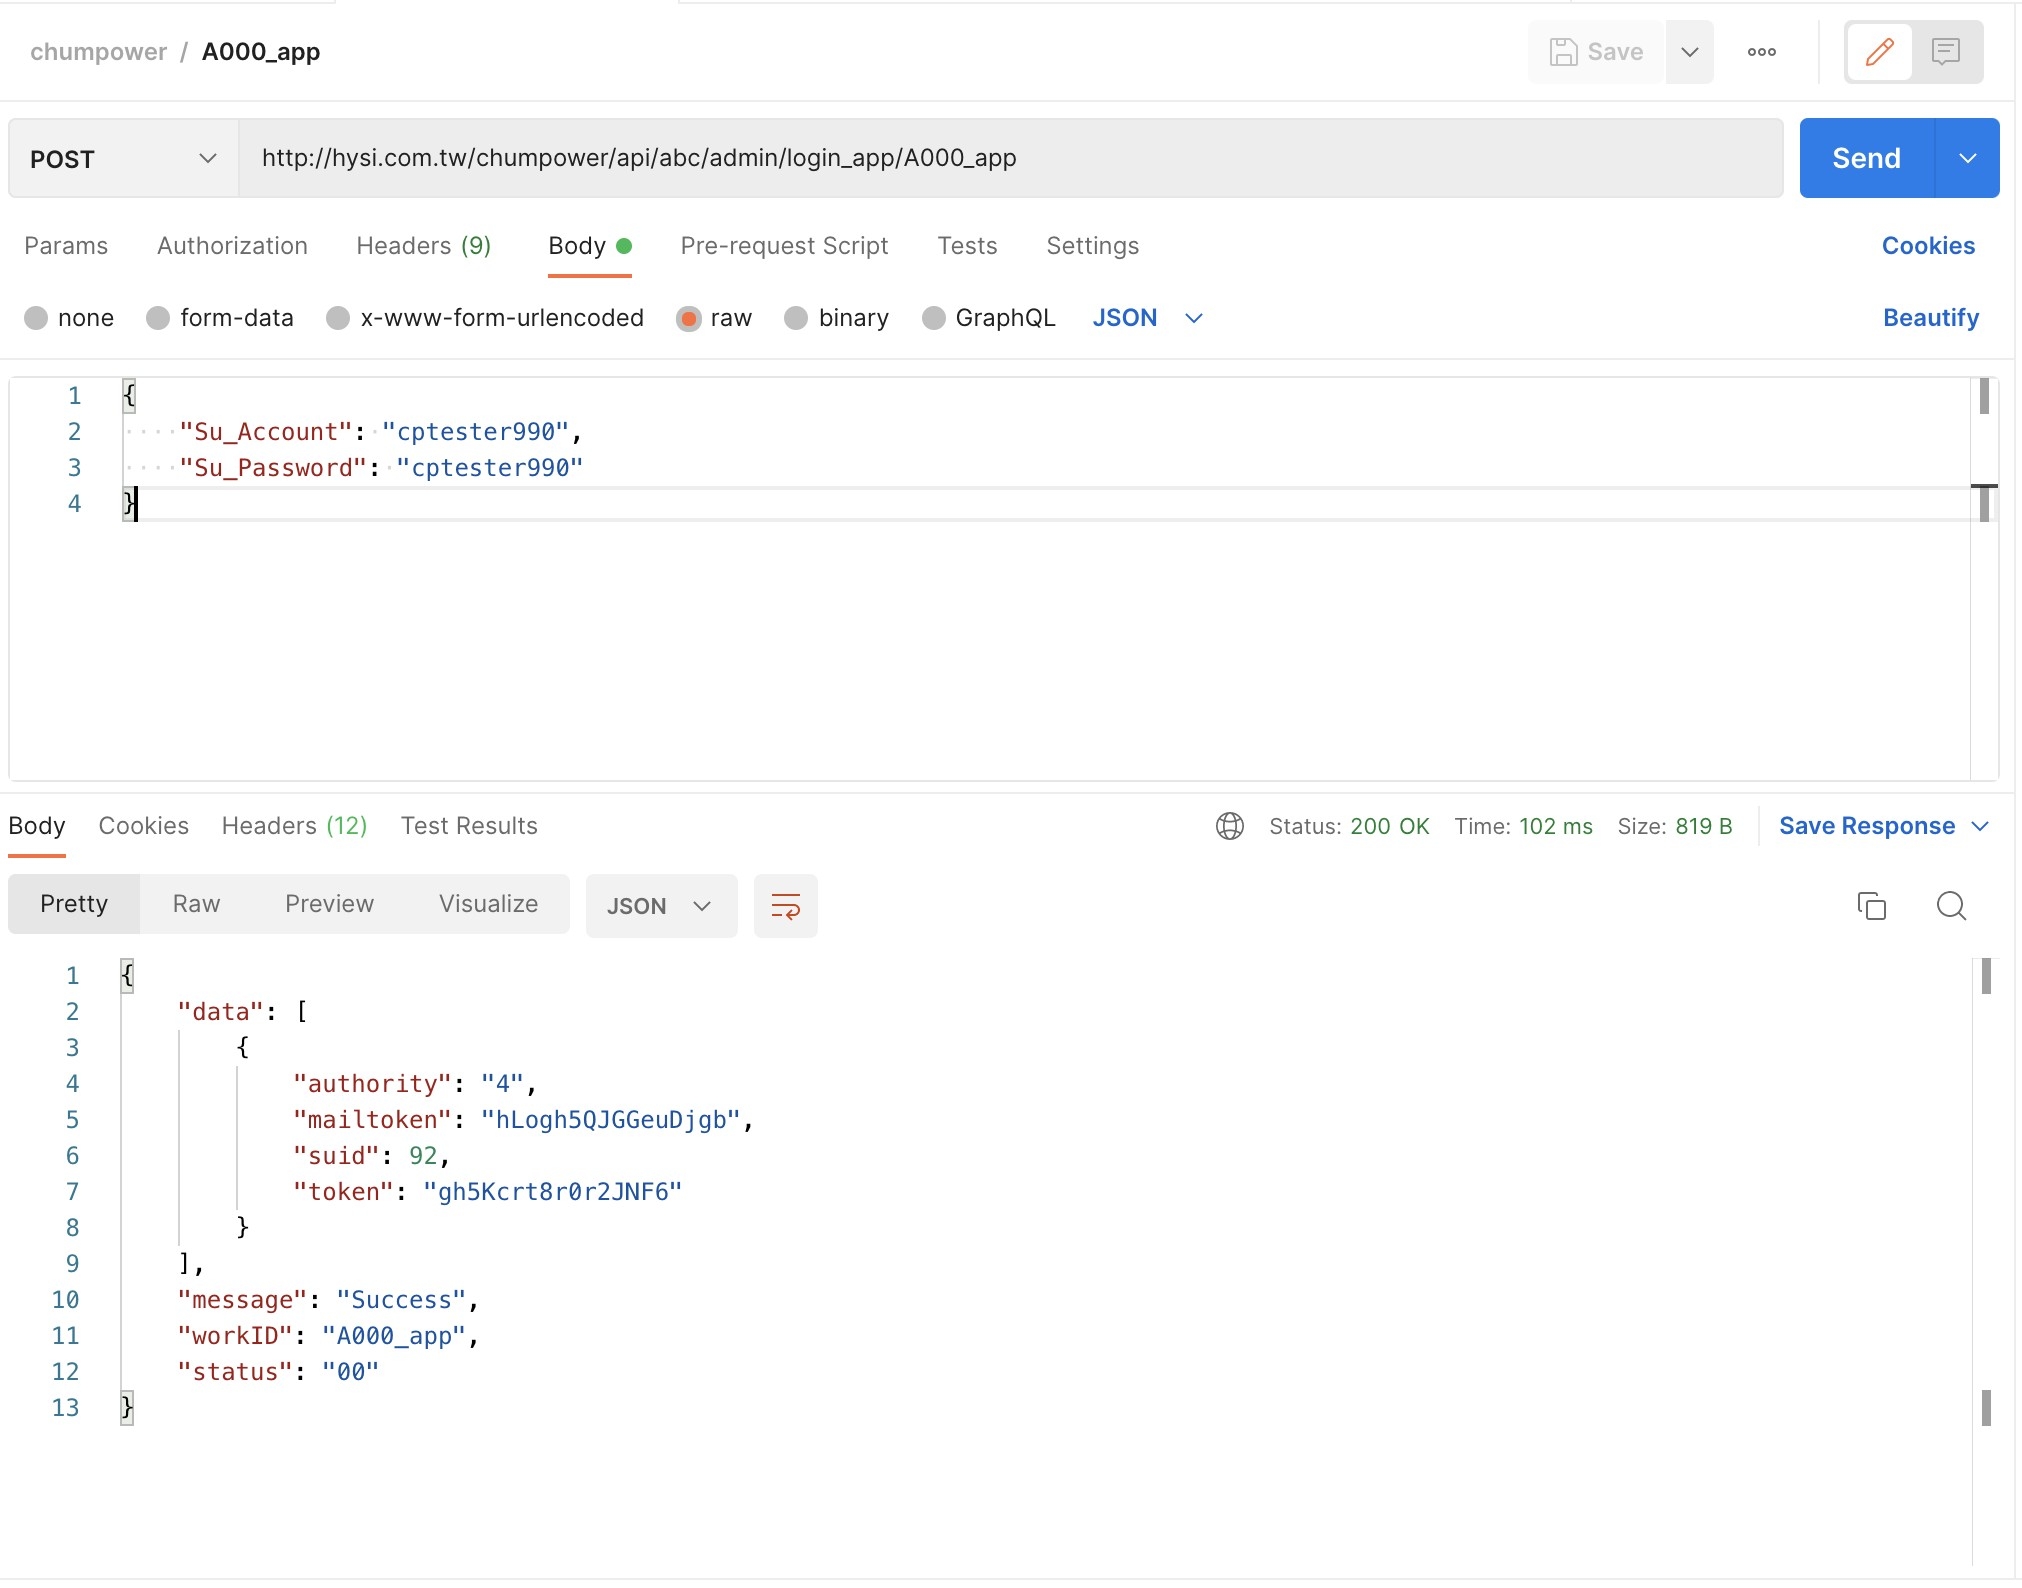 chumpower / A000_app
Save
POST
http://hysi.com.tw/chumpower/api/abc/admin/login_app/A000_app
Send
Params Authorization Headers (9) Body Pre-request Script Tests Settings Cookies
none form-data x-www-form-urlencoded raw binary GraphQL JSON Beautify
1 {
2 "Su_Account": "cptester990",
3 "Su_Password": "cptester990"
4 }
Body Cookies Headers (12) Test Results Status: 200 OK Time: 102 ms Size: 819 B Save Response
Pretty Raw Preview Visualize JSON
1 {
2 "data": [
3 {
4 "authority": "4",
5 "mailtoken": "hLogh5QJGGeuDjgb",
6 "suid": 92,
7 "token": "gh5Kcrt8r0r2JNF6"
8 }
9 ],
10 "message": "Success",
11 "workID": "A000_app",
12 "status": "00"
13 }